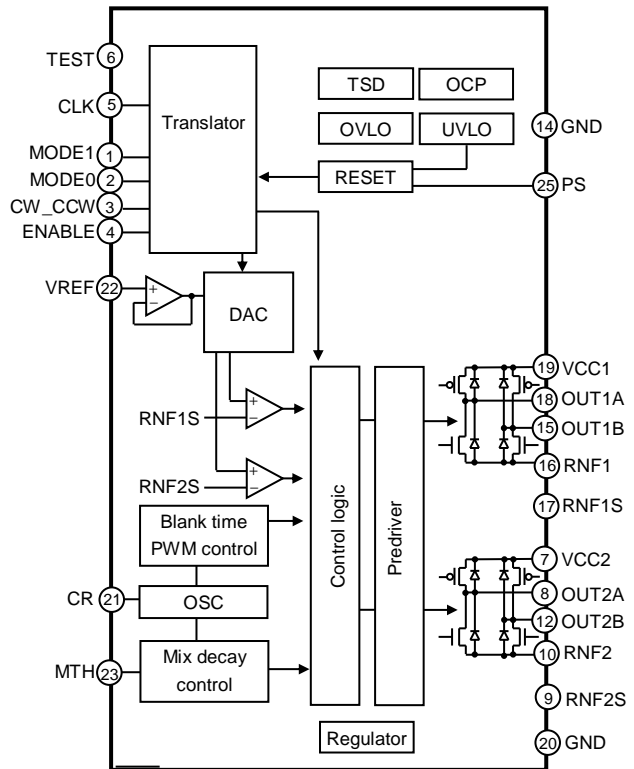 TEST
6
CLK
5
MODE1
1
MODE0
2
CW_CCW
3
ENABLE
4
Translator
TSD
OCP
OVLO
UVLO
RESET
14
GND
25
PS
VREF
22
+
−
DAC
RNF1S
+
−
RNF2S
+
−
Blank time
PWM control
CR
21
OSC
MTH
23
Mix decay
control
Control logic
Predriver
Regulator
19
VCC1
18
OUT1A
15
OUT1B
16
RNF1
17
RNF1S
7
VCC2
8
OUT2A
12
OUT2B
10
RNF2
9
RNF2S
20
GND